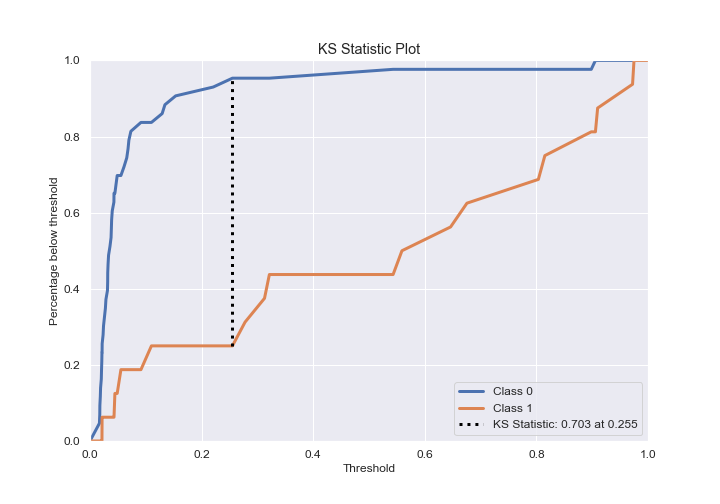 KS Statistic Plot
1.0
0.8
0.6
0.4
0.2
0.0
Percentage below threshold
0.0 0.2 0.4 0.6 0.8 1.0
Threshold
Class 0
Class 1
KS Statistic: 0.703 at 0.255